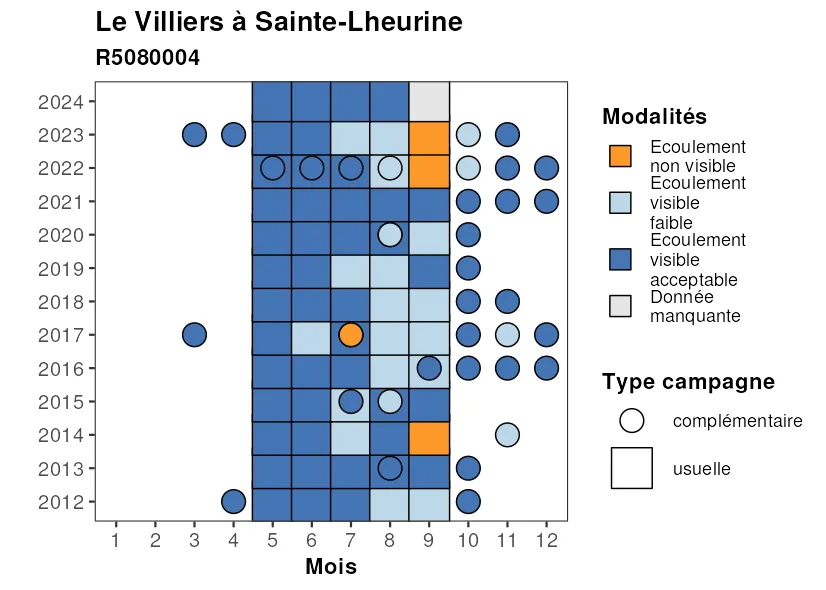 Le Villiers à Sainte-Lheurine
R5080004
2024
2023
2022
2021
2020
2019
2018
2017
2016
2015
2014
2013
2012
1 2 3 4 5 6 7 8 9 10 11 12
Mois
Modalités
Ecoulement
non visible
Ecoulement
visible
faible
Ecoulement
visible
acceptable
Donnée
manquante
Type campagne
complémentaire
usuelle